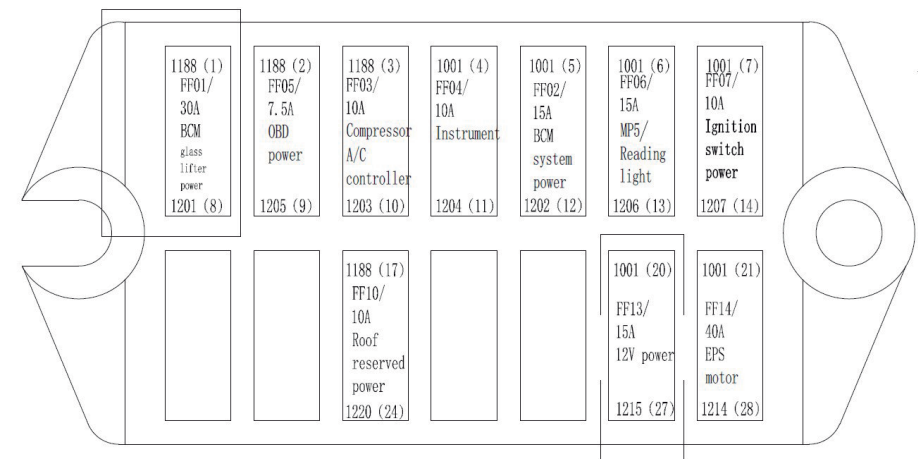 1188 (1)
FF01/
30A
BCM
glass
lifter
power
1201 (8)
1188 (2)
FF05/
7.5A
OBD
power
1205 (9)
1188 (3)
FF03/
10A
Compressor
A/C
controller
1203 (10)
1001 (4)
FF04/
10A
Instrument
1204 (11)
1001 (5)
FF02/
15A
BCM
system
power
1202 (12)
1001 (6)
FF06/
15A
MP5/
Reading
light
1206 (13)
1001 (7)
FF07/
10A
Ignition
switch
power
1207 (14)
1188 (17)
FF10/
10A
Roof
reserved
power
1220 (24)
1001 (20)
FF13/
15A
12V power
1215 (27)
1001 (21)
FF14/
40A
EPS
motor
1214 (28)